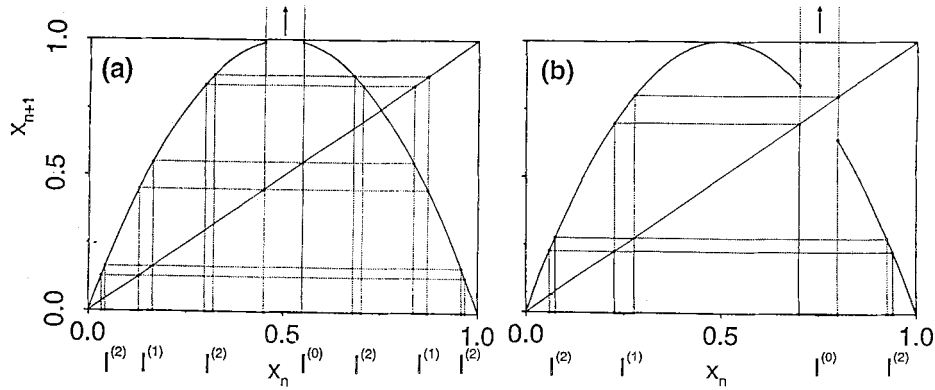 (a)
1.0
0.5
0.0
X_{n+1}
0.0 0.5 1.0
I^{(2)} I^{(1)} I^{(2)} I^{(0)} I^{(2)} I^{(1)} I^{(2)}
X_n
(b)
0.0 0.5 1.0
I^{(2)} I^{(1)} I^{(0)} I^{(2)}
X_n